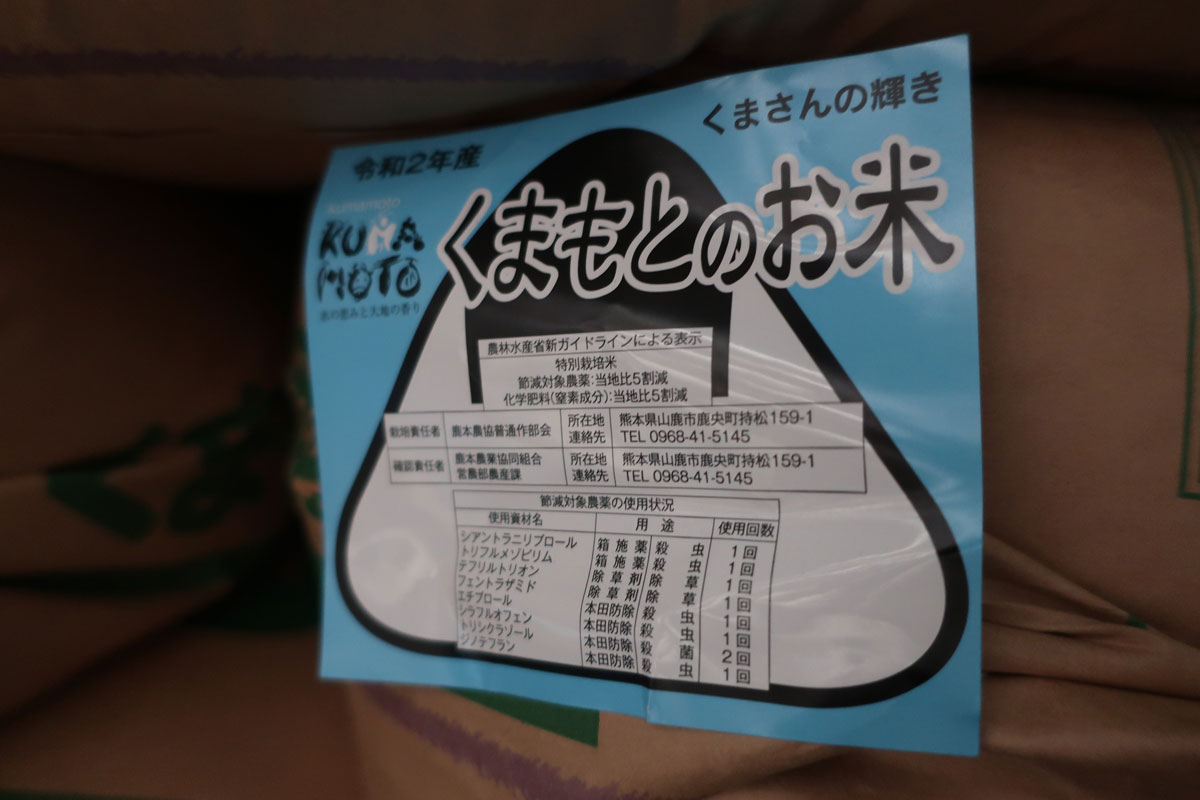 くまさんの輝き
令和2年産
くまもとのお米
kumamoto
KUMAMOTO
水の恵みと大地の香り
農林水産省新ガイドラインによる表示
特別栽培米
節減対象農薬:当地比5割減
化学肥料(窒素成分):当地比5割減
栽培責任者 鹿本農協普通作部会 所在地 熊本県山鹿市鹿央町持松159-1
連絡先 TEL 0968-41-5145
確認責任者 鹿本農業協同組合 営農部農産課 所在地 熊本県山鹿市鹿央町持松159-1
連絡先 TEL 0968-41-5145
節減対象農薬の使用状況
使用資材名 用途 使用回数
シアントラニリプロール 箱施薬 殺虫 1回
トリフルメゾピリム 箱施薬 殺虫 1回
テフリルトリオン 除草剤 除草 1回
フェントラザミド 除草剤 除草 1回
エチプロール 本田防除 殺虫 1回
シラフルオフェン 本田防除 殺虫 1回
トリシクラゾール 本田防除 殺菌 2回
ジノテフラン 本田防除 殺虫 1回